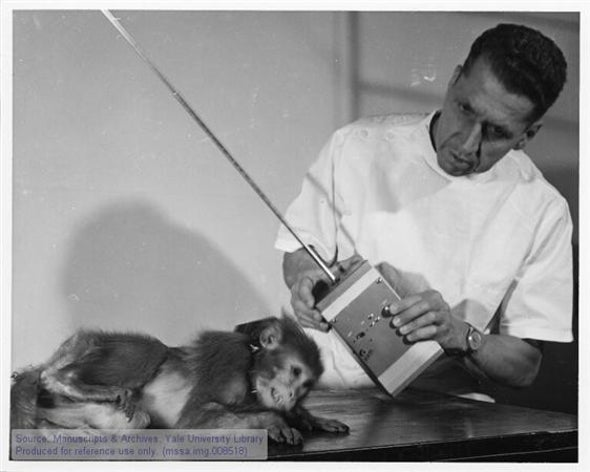 Source: Manuscripts & Archives, Yale University Library
Produced for reference use only. (mssa.img.008518)